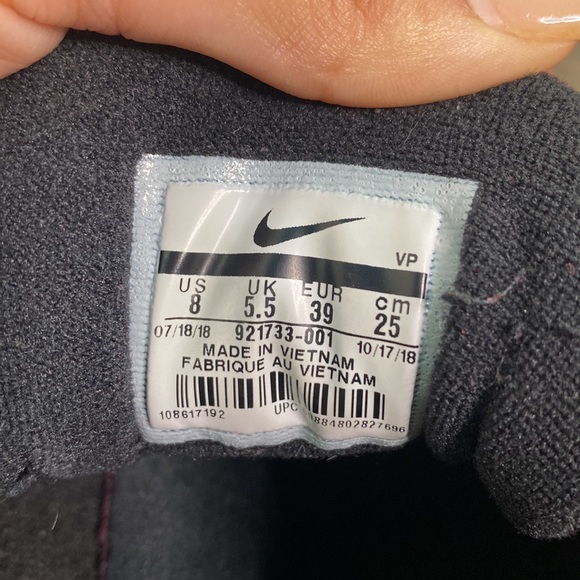 VP
US UK EUR cm
8 5.5 39 25
07/18/18 921733-001 10/17/18
MADE IN VIETNAM
FABRIQUE AU VIETNAM
108617192 UPC 884802827696